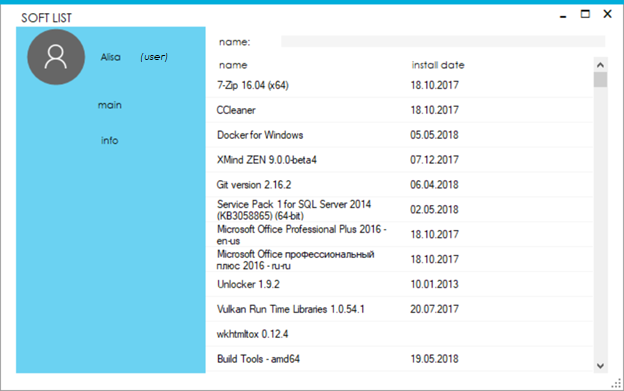 SOFT LIST
Alisa (user)
main
info
name:
name install date
7-Zip 16.04 (x64) 18.10.2017
CCleaner 18.10.2017
Docker for Windows 05.05.2018
XMind ZEN 9.0.0-beta4 07.12.2017
Git version 2.16.2 06.04.2018
Service Pack 1 for SQL Server 2014
(KB3058865) (64-bit) 02.05.2018
Microsoft Office Professional Plus 2016 -
en-us 18.10.2017
Microsoft Office профессиональный
плюс 2016 - ru-ru 18.10.2017
Unlocker 1.9.2 10.01.2013
Vulkan Run Time Libraries 1.0.54.1 20.07.2017
wkhtmltox 0.12.4
Build Tools - amd64 19.05.2018